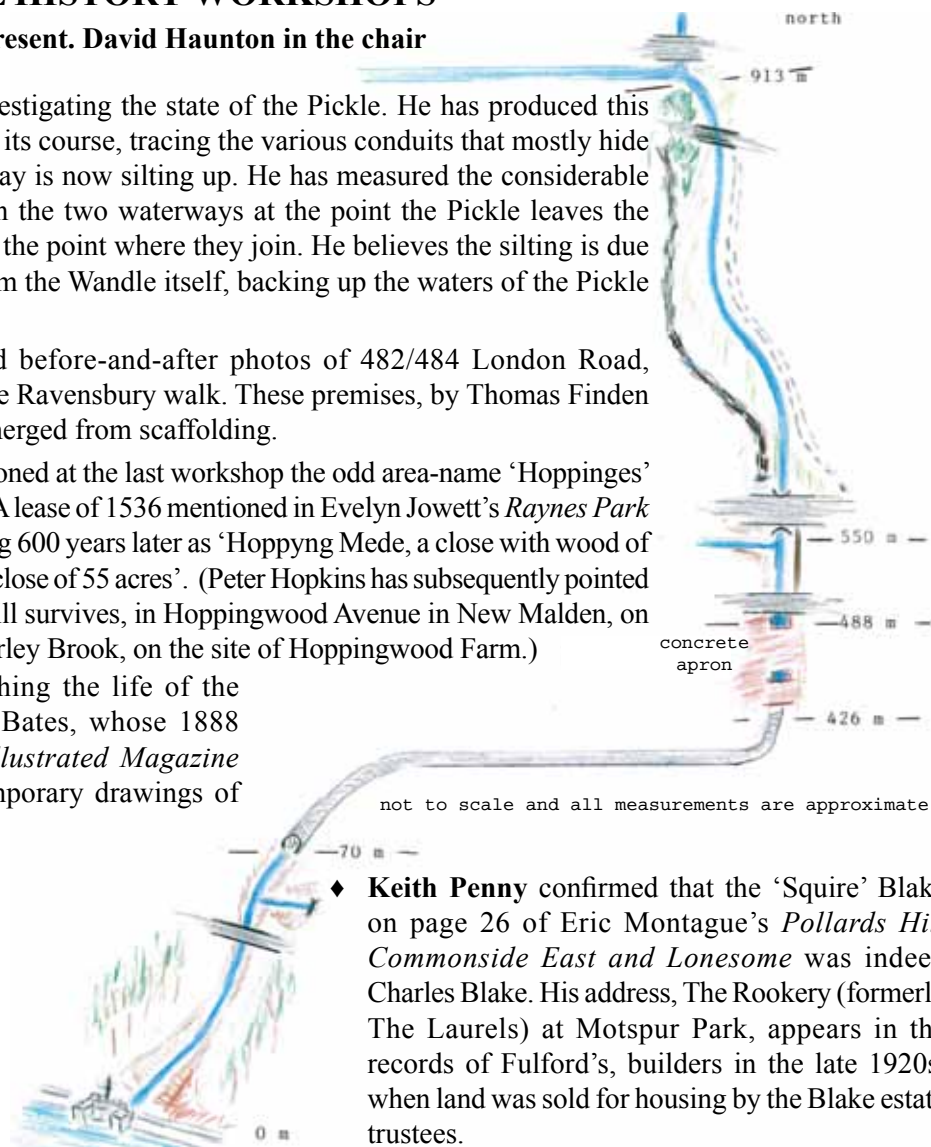 HISTORY WORKSHOPS
resent. David Haunton in the chair
north
913 m
estigating the state of the Pickle. He has produced this
its course, tracing the various conduits that mostly hide
ay is now silting up. He has measured the considerable
n the two waterways at the point the Pickle leaves the
the point where they join. He believes the silting is due
m the Wandle itself, backing up the waters of the Pickle
d before-and-after photos of 482/484 London Road,
e Ravensbury walk. These premises, by Thomas Finden
nerged from scaffolding.
oned at the last workshop the odd area-name ‘Hoppinges’
A lease of 1536 mentioned in Evelyn Jowett’s Raynes Park
g 600 years later as ‘Hoppyng Mede, a close with wood of
close of 55 acres’. (Peter Hopkins has subsequently pointed
ill survives, in Hoppingwood Avenue in New Malden, on
rley Brook, on the site of Hoppingwood Farm.)
550 m
488 m
concrete
apron
426 m
hing the life of the
Bates, whose 1888
llustrated Magazine
mporary drawings of
not to scale and all measurements are approximate
70 m
♦ Keith Penny confirmed that the ‘Squire’ Blak
on page 26 of Eric Montague’s Pollards Hi
Commonside East and Lonesome was indee
Charles Blake. His address, The Rookery (formerl
The Laurels) at Motspur Park, appears in th
records of Fulford’s, builders in the late 1920s
when land was sold for housing by the Blake estat
trustees.
0 m